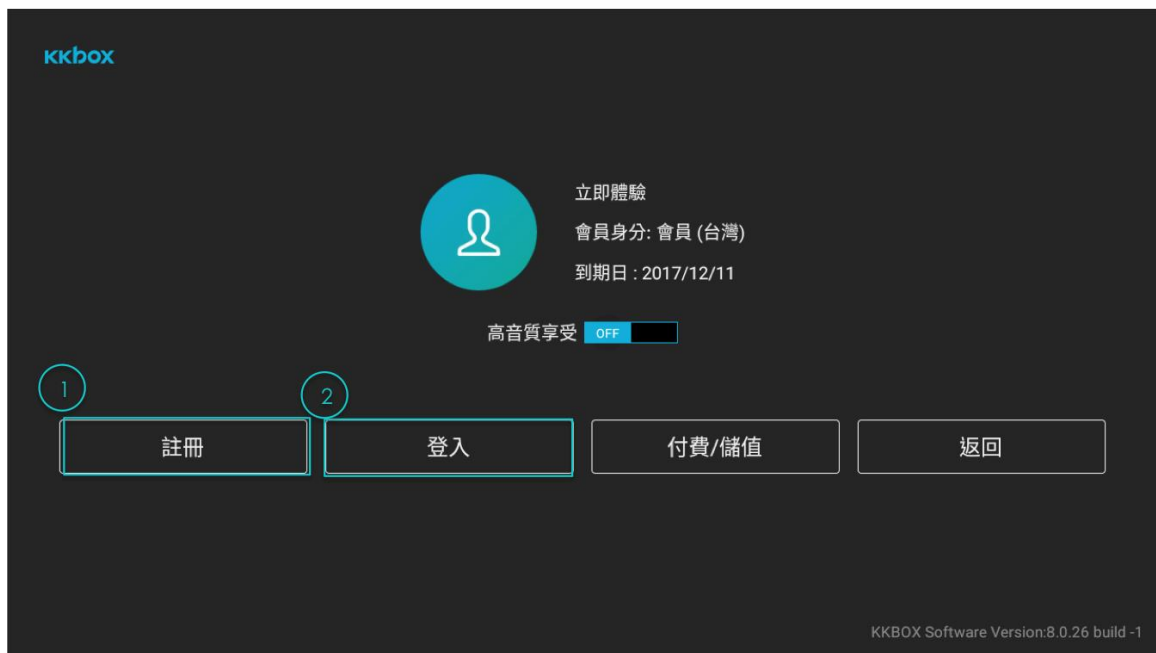 KKBOX
立即體驗
會員身分: 會員 (台灣)
到期日 : 2017/12/11
高音質享受 OFF
1
2
註冊
登入
付費/儲值
返回
KKBOX Software Version:8.0.26 build -1